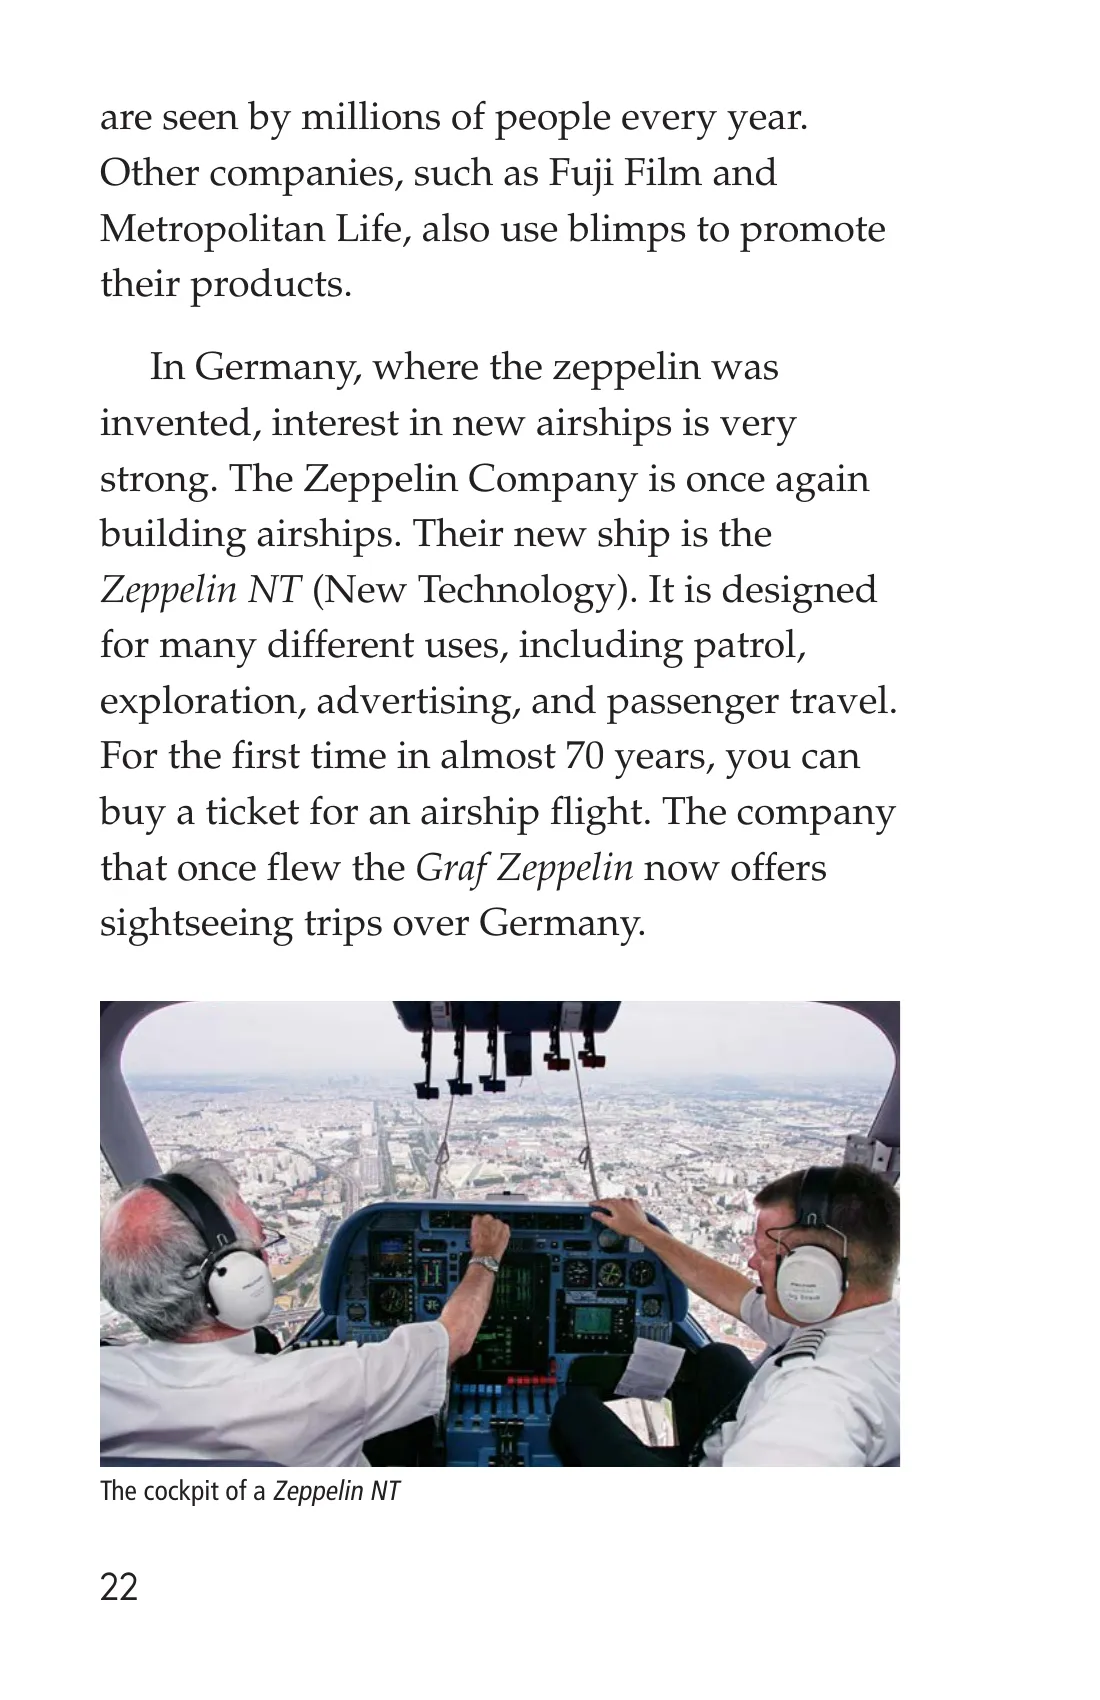 are seen by millions of people every year.
Other companies, such as Fuji Film and
Metropolitan Life, also use blimps to promote
their products.
In Germany, where the zeppelin was
invented, interest in new airships is very
strong. The Zeppelin Company is once again
building airships. Their new ship is the
Zeppelin NT (New Technology). It is designed
for many different uses, including patrol,
exploration, advertising, and passenger travel.
For the first time in almost 70 years, you can
buy a ticket for an airship flight. The company
that once flew the Graf Zeppelin now offers
sightseeing trips over Germany.
The cockpit of a Zeppelin NT
22